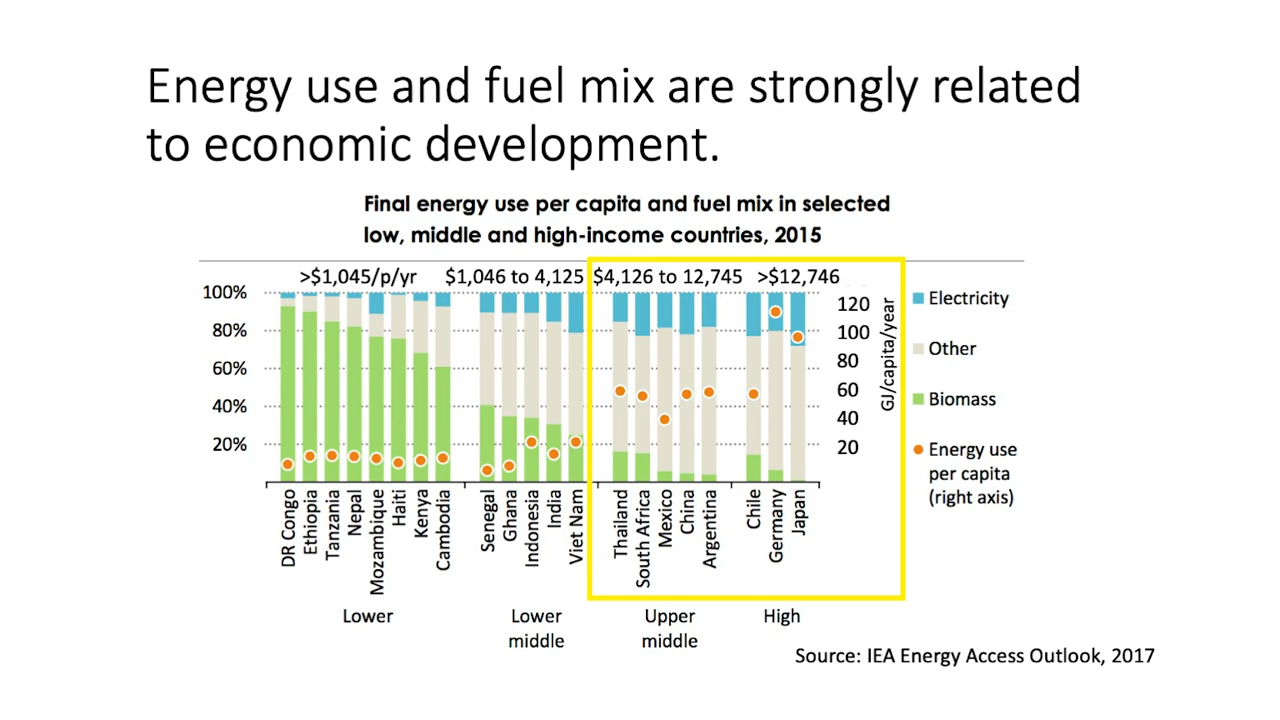 Energy use and fuel mix are strongly related
to economic development.
Final energy use per capita and fuel mix in selected
low, middle and high-income countries, 2015
>$1,045/p/yr $1,046 to 4,125 $4,126 to 12,745 >$12,746
100%
80%
60%
40%
20%
120
100
80
60
40
20
GJ/capita/year
Electricity
Other
Biomass
Energy use
per capita
(right axis)
DR Congo
Ethiopia
Tanzania
Nepal
Mozambique
Haiti
Kenya
Cambodia
Senegal
Ghana
Indonesia
India
Viet Nam
Thailand
South Africa
Mexico
China
Argentina
Chile
Germany
Japan
Lower
Lower
middle
Upper
middle
High
Source: IEA Energy Access Outlook, 2017